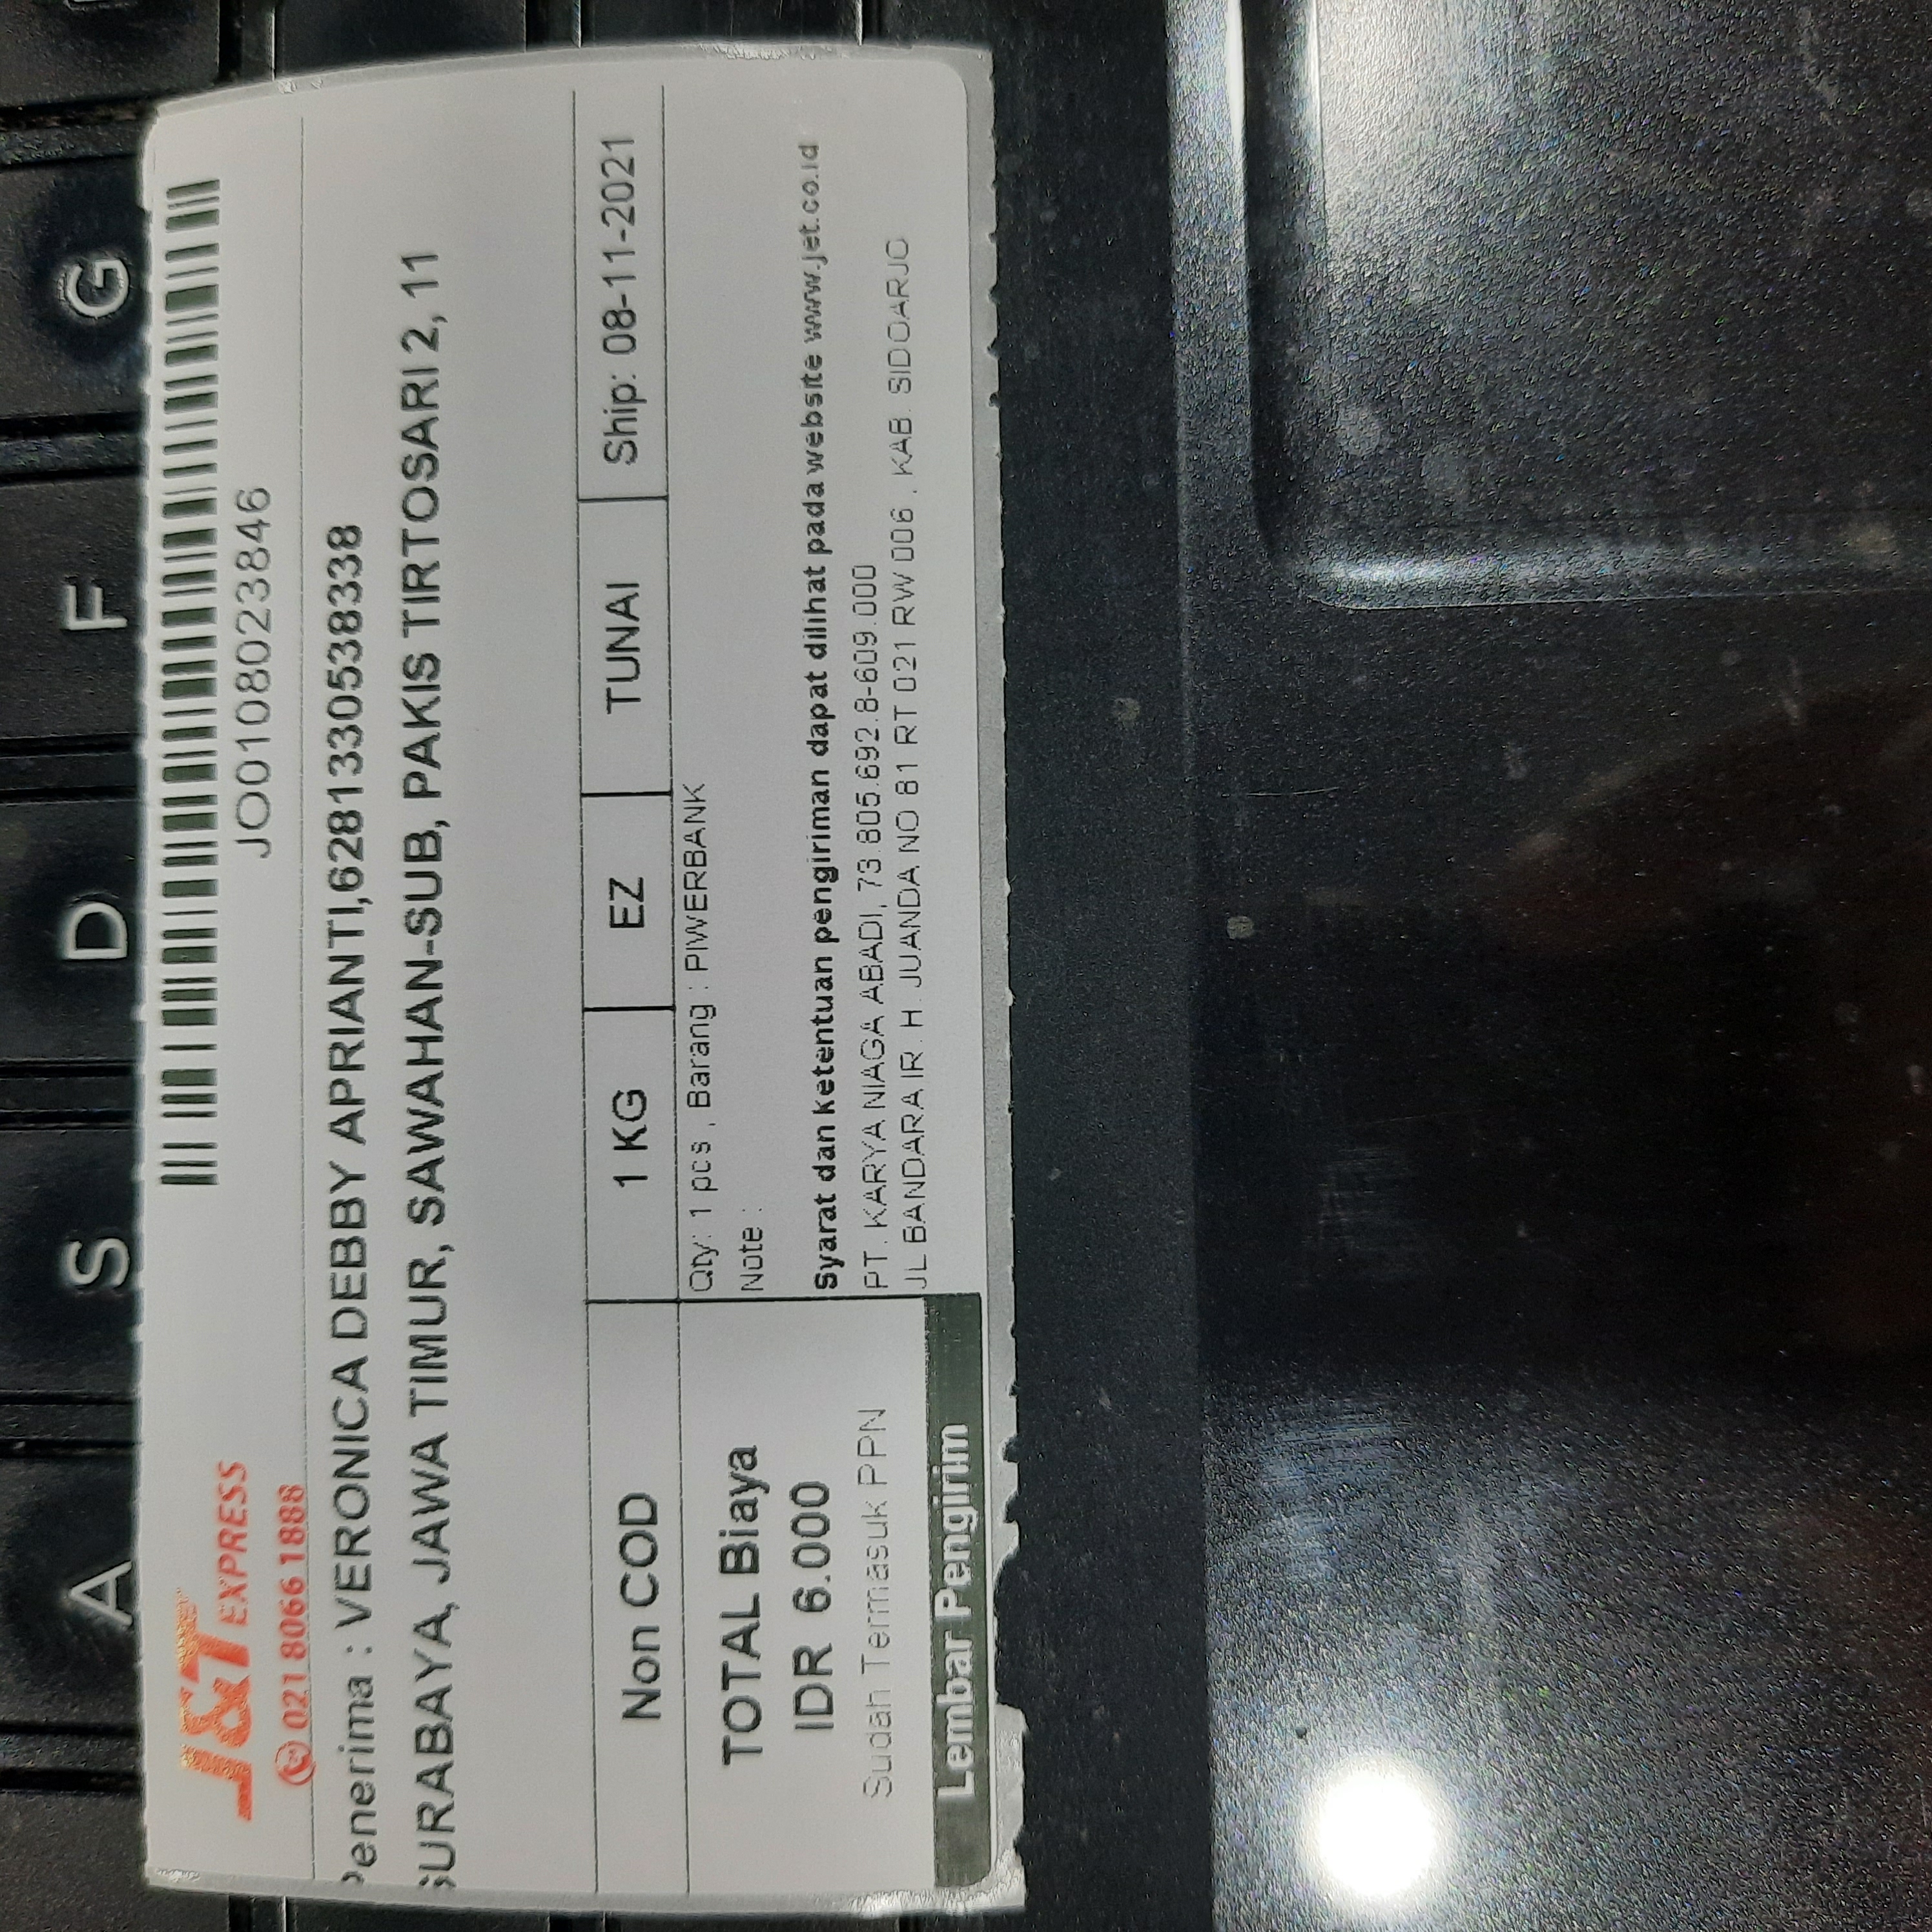 A S D F G
J&T EXPRESS
021 8066 1888
JO0108023846
Penerima : VERONICA DEBBY APRIANTI,6281330538338
SURABAYA, JAWA TIMUR, SAWAHAN-SUB, PAKIS TIRTOSARI 2, 11
Non COD
1 KG
EZ
TUNAI
Ship: 08-11-2021
TOTAL Biaya
IDR 6.000
Sudah Termasuk PPN
Lembar Pengirim
Qty: 1 pcs , Barang : PIWERBANK
Note :
Syarat dan ketentuan pengiriman dapat dilihat pada website www.jet.co.id
PT. KARYA NIAGA ABADI, 73.805.692.8-609.000
JL BANDARA IR. H. JUANDA NO 81 RT 021 RW 006 , KAB. SIDOARJO